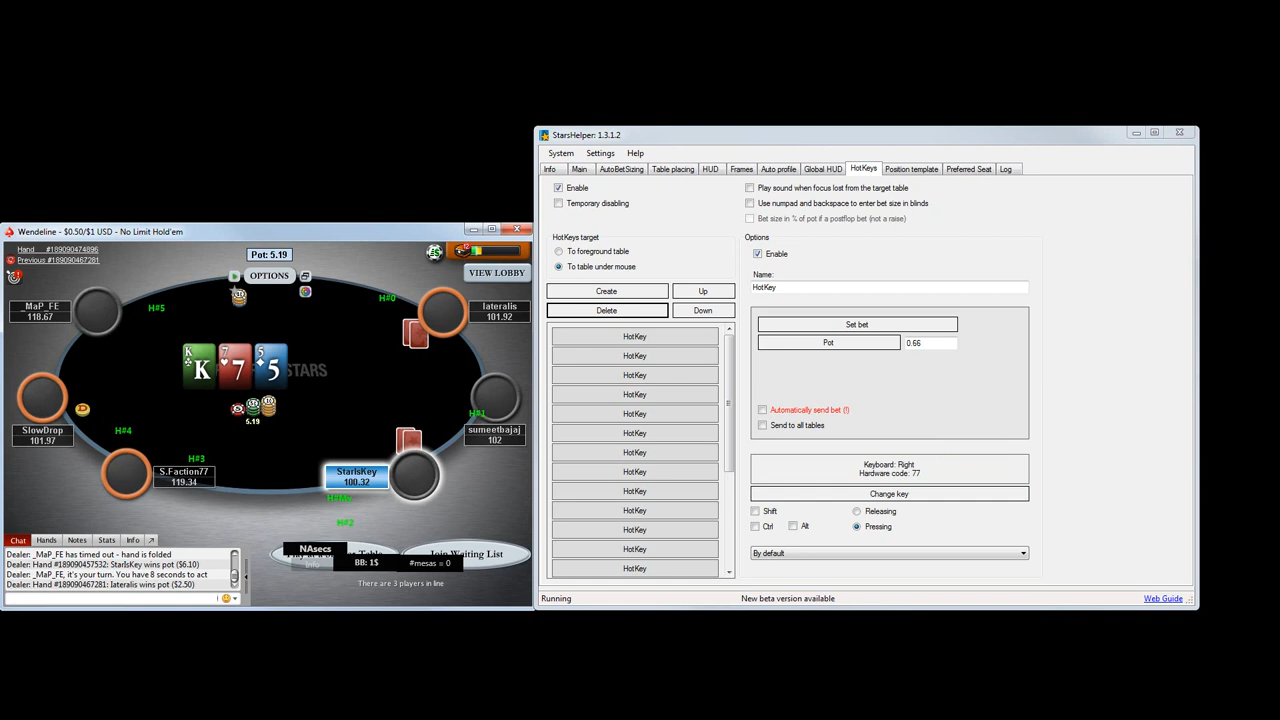 Wendeline - $0.50/$1 USD - No Limit Hold'em
Hand #189090474896
Previous #189090467281
Pot: 5.19
OPTIONS
VIEW LOBBY
_MaP_FE
118.67
H#5
H#0
lateralis
101.92
K 7 5
STARS
5.19
SlowDrop
101.97
H#4
H#1
sumeetbajaj
102
H#3
S.Faction77
119.34
StarIsKey
100.32
H#2
Chat Hands Notes Stats Info
Dealer: _MaP_FE has timed out - hand is folded
Dealer: Hand #189090457532: StarIsKey wins pot ($6.10)
Dealer: _MaP_FE, it's your turn. You have 8 seconds to act
Dealer: Hand #189090467281: lateralis wins pot ($2.50)
NAsecs
Info
BB: 1$
#mesas = 0
Join Waiting List
There are 3 players in line
StarsHelper: 1.3.1.2
System Settings Help
Info Main AutoBetSizing Table placing HUD Frames Auto profile Global HUD HotKeys Position template Preferred Seat Log
Enable
Temporary disabling
Play sound when focus lost from the target table
Use numpad and backspace to enter bet size in blinds
Bet size in % of pot if a postflop bet (not a raise)
HotKeys target
To foreground table
To table under mouse
Create Up
Delete Down
HotKey
HotKey
HotKey
HotKey
HotKey
HotKey
HotKey
HotKey
HotKey
HotKey
HotKey
HotKey
HotKey
Options
Enable
Name:
HotKey
Set bet
Pot 0.66
Automatically send bet (!)
Send to all tables
Keyboard: Right
Hardware code: 77
Change key
Shift Releasing
Ctrl Alt Pressing
By default
Running New beta version available Web Guide